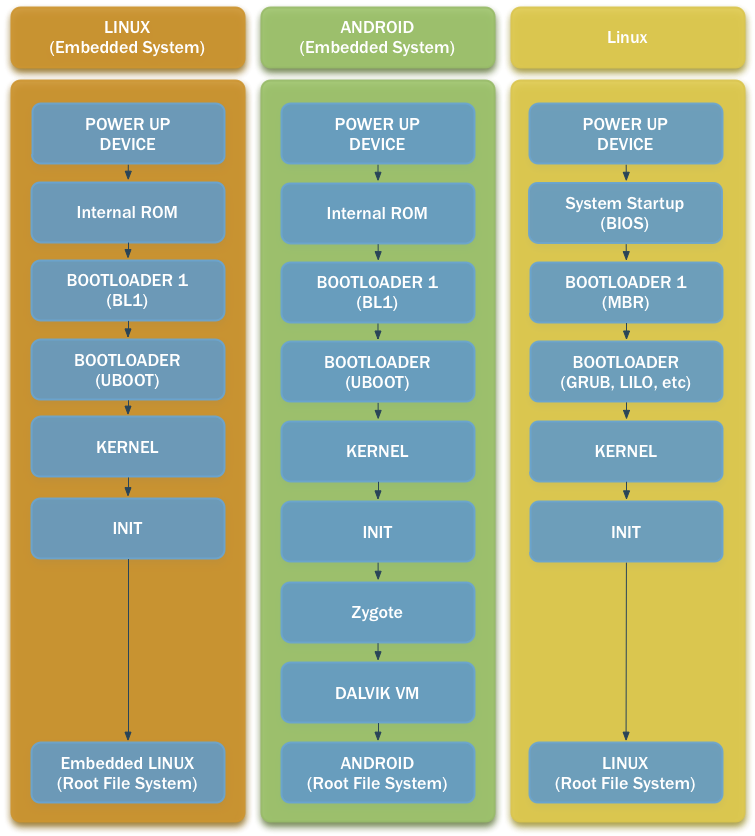 LINUX
(Embedded System)
POWER UP
DEVICE
Internal ROM
BOOTLOADER 1
(BL1)
BOOTLOADER
(UBOOT)
KERNEL
INIT
Embedded LINUX
(Root File System)
ANDROID
(Embedded System)
POWER UP
DEVICE
Internal ROM
BOOTLOADER 1
(BL1)
BOOTLOADER
(UBOOT)
KERNEL
INIT
Zygote
DALVIK VM
ANDROID
(Root File System)
Linux
POWER UP
DEVICE
System Startup
(BIOS)
BOOTLOADER 1
(MBR)
BOOTLOADER
(GRUB, LILO, etc)
KERNEL
INIT
LINUX
(Root File System)